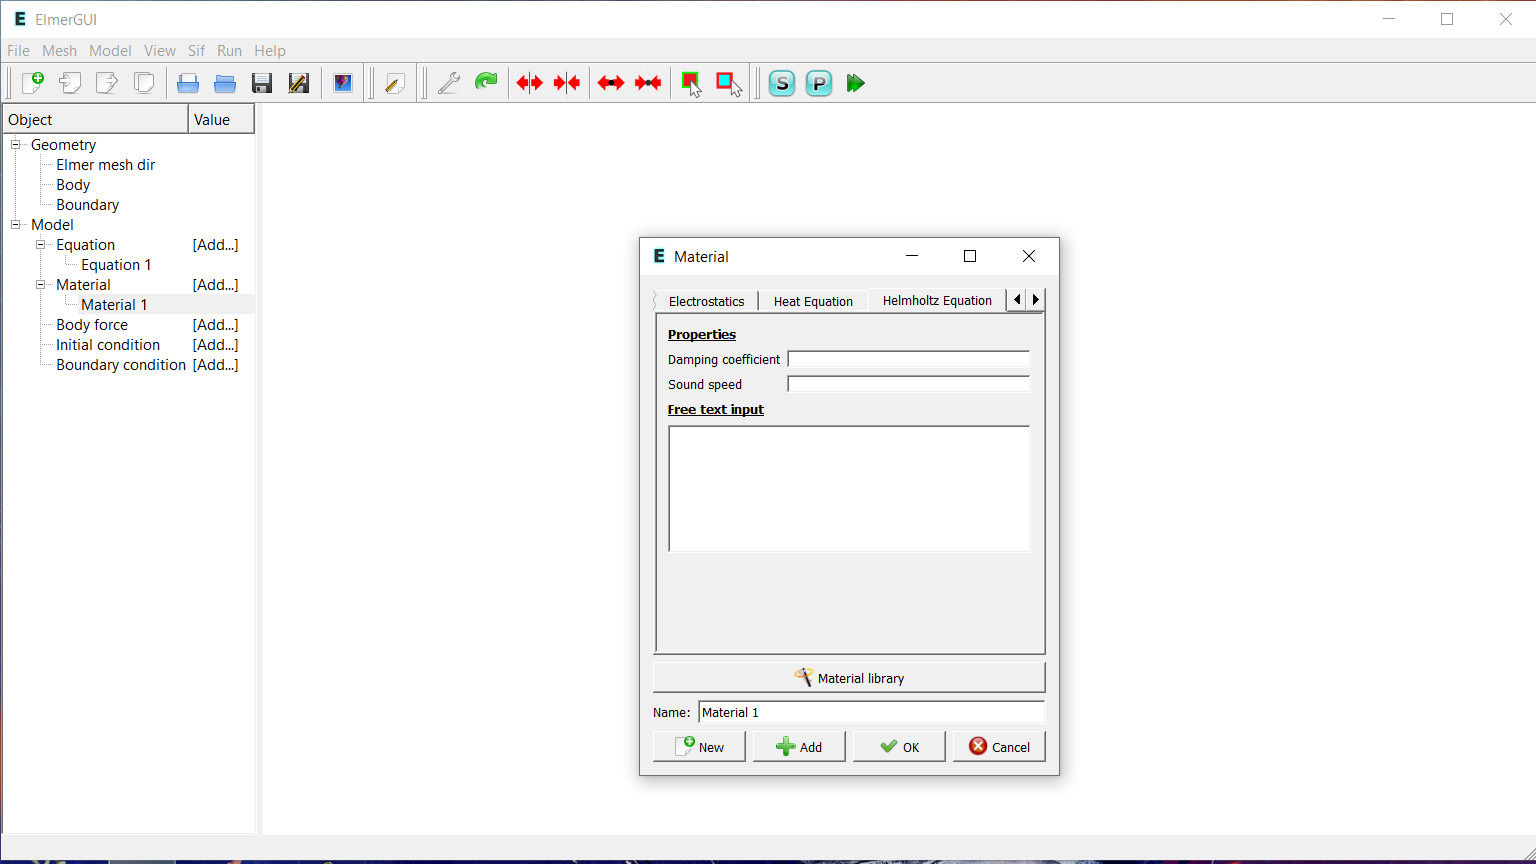 E ElmerGUI
File Mesh Model View Sif Run Help
S P
Object Value
Geometry
Elmer mesh dir
Body
Boundary
Model
Equation [Add...]
Equation 1
Material [Add...]
Material 1
Body force [Add...]
Initial condition [Add...]
Boundary condition [Add...]
E Material
Electrostatics Heat Equation Helmholtz Equation
Properties
Damping coefficient
Sound speed
Free text input
Material library
Name: Material 1
New Add OK Cancel